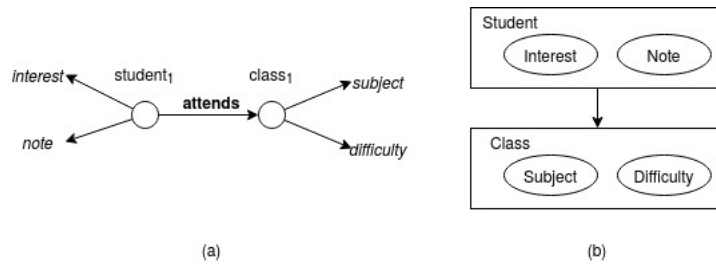 interest
student1
class1
subject
attends
note
difficulty
(a)
Student
Interest
Note
Class
Subject
Difficulty
(b)